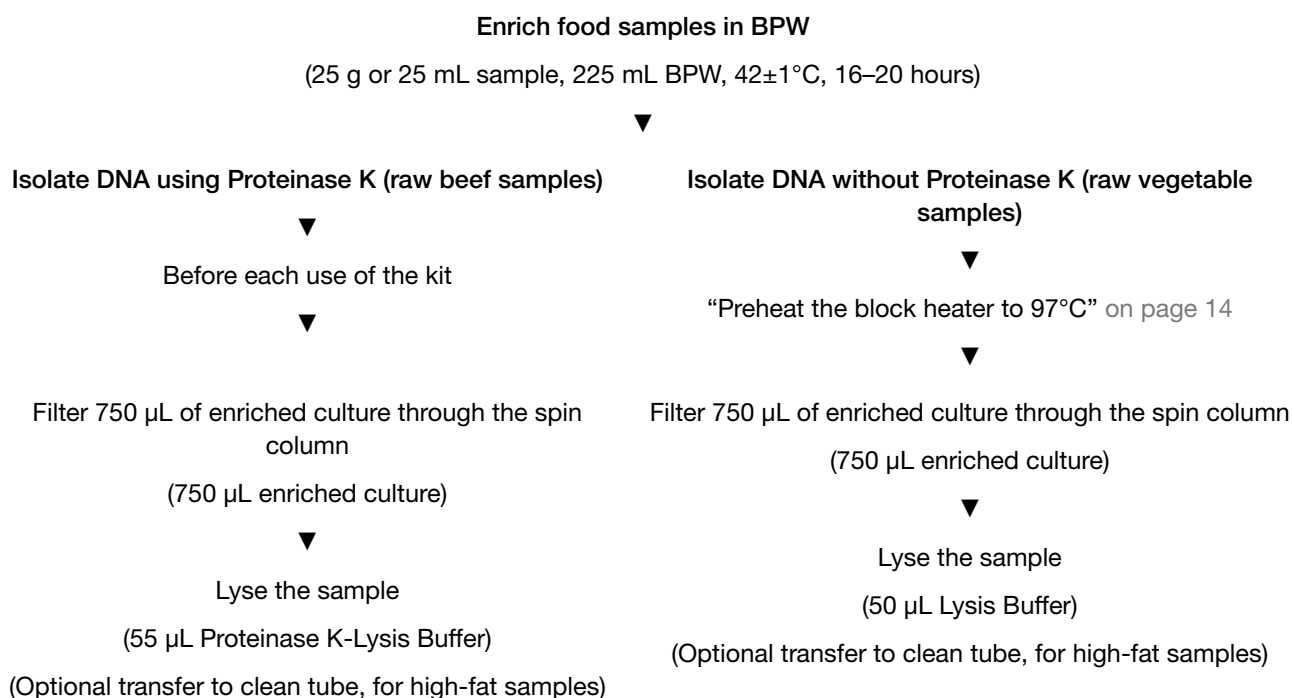 Enrich food samples in BPW
(25 g or 25 mL sample, 225 mL BPW, 42±1°C, 16–20 hours)
▼
Isolate DNA using Proteinase K (raw beef samples)
▼
Before each use of the kit
▼
Filter 750 µL of enriched culture through the spin
column
(750 µL enriched culture)
▼
Lyse the sample
(55 µL Proteinase K-Lysis Buffer)
(Optional transfer to clean tube, for high-fat samples)
Isolate DNA without Proteinase K (raw vegetable
samples)
▼
“Preheat the block heater to 97°C” on page 14
▼
Filter 750 µL of enriched culture through the spin column
(750 µL enriched culture)
▼
Lyse the sample
(50 µL Lysis Buffer)
(Optional transfer to clean tube, for high-fat samples)